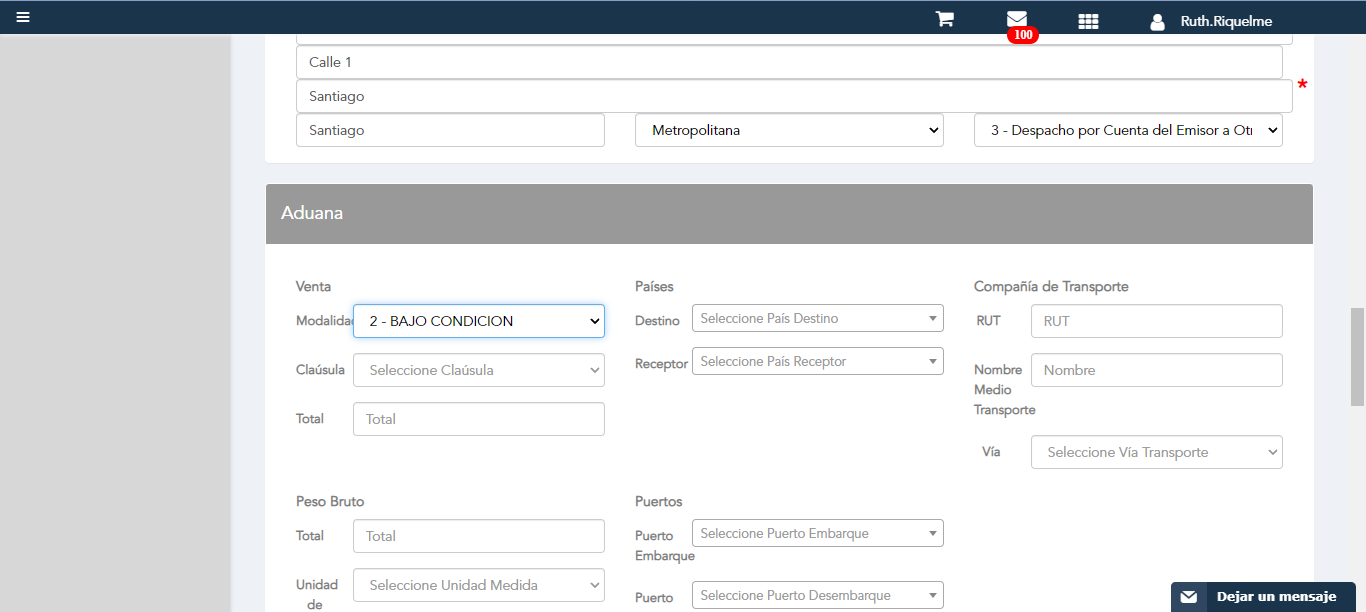 Ruth.Riquelme
100
Calle 1
Santiago
*
Santiago
Metropolitana
3 - Despacho por Cuenta del Emisor a Otr
Aduana
Venta
Países
Compañía de Transporte
Modalidad
2 - BAJO CONDICION
Destino
Seleccione País Destino
RUT
RUT
Claúsula
Seleccione Claúsula
Receptor
Seleccione País Receptor
Nombre
Medio
Transporte
Nombre
Total
Total
Vía
Seleccione Vía Transporte
Peso Bruto
Puertos
Total
Total
Puerto
Embarque
Seleccione Puerto Embarque
Unidad
de
Seleccione Unidad Medida
Puerto
Seleccione Puerto Desembarque
Dejar un mensaje